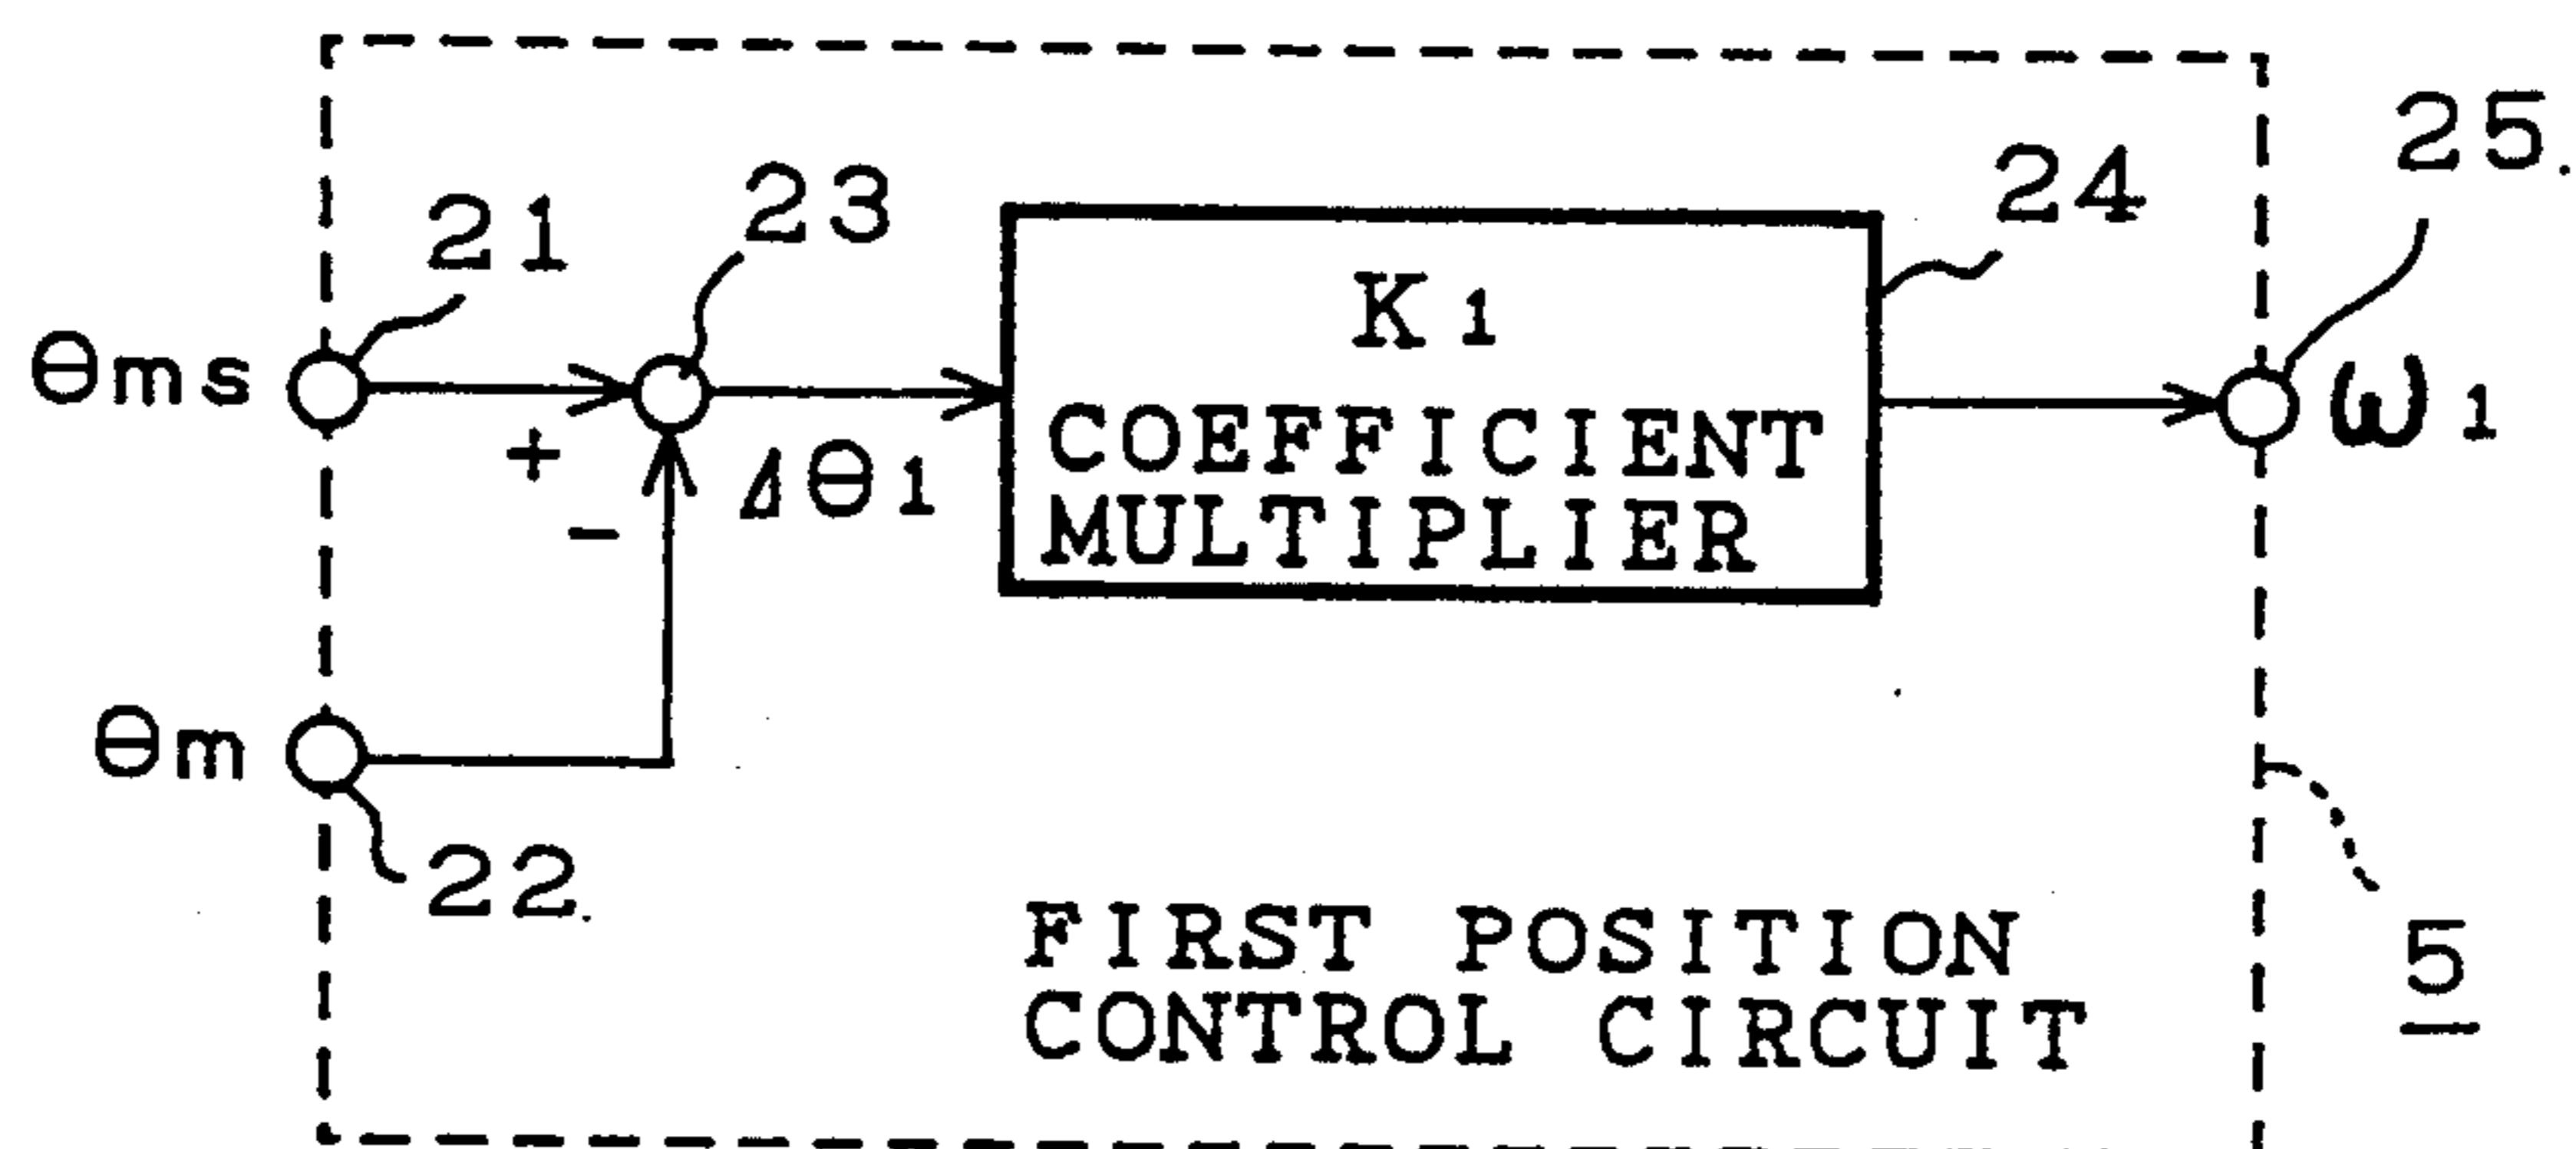 25.
24
23
21
K1
θms
ω1
COEFFICIENT
+
Δθ1
MULTIPLIER
-
θm
22.
FIRST POSITION
5
CONTROL CIRCUIT